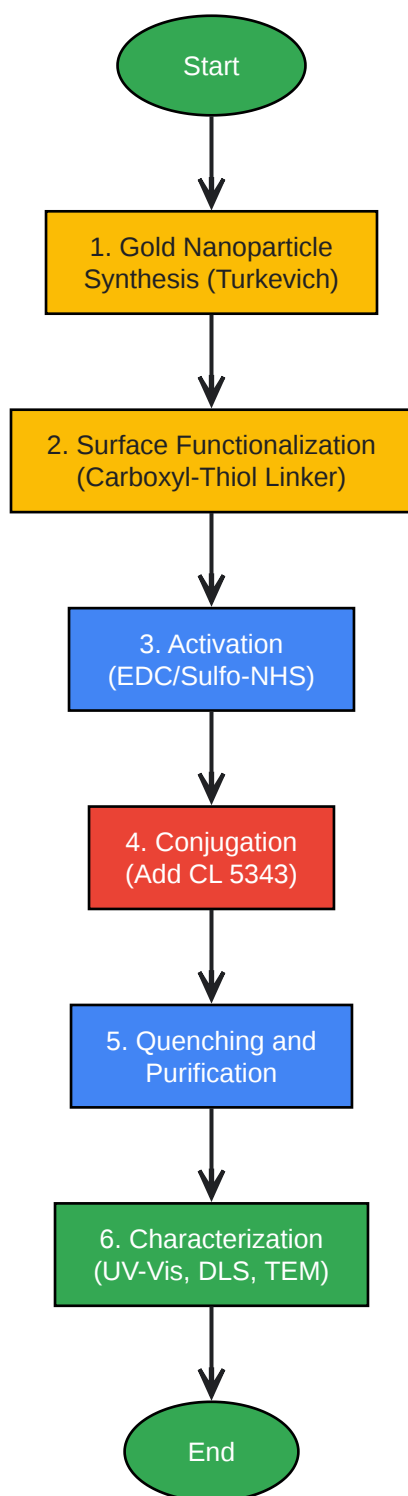 Start
1. Gold Nanoparticle
Synthesis (Turkevich)
2. Surface Functionalization
(Carboxyl-Thiol Linker)
3. Activation
(EDC/Sulfo-NHS)
4. Conjugation
(Add CL 5343)
5. Quenching and
Purification
6. Characterization
(UV-Vis, DLS, TEM)
End